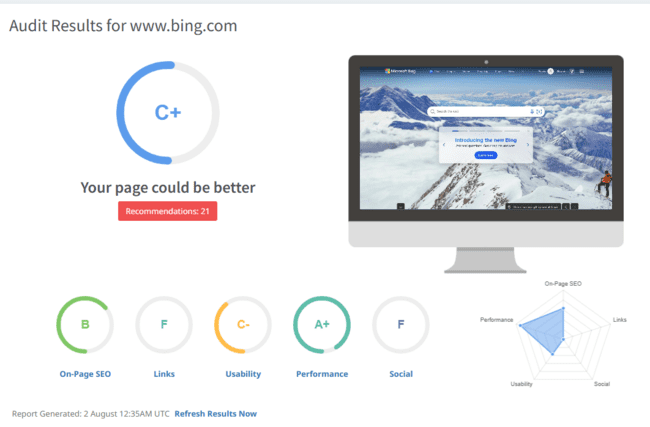 Audit Results for www.bing.com
C+
Your page could be better
Recommendations: 21
Microsoft Bing
Introducting the new Bing
B
F
C-
A+
F
On-Page SEO
Links
Usability
Performance
Social
On-Page SEO
Performance
Links
Usability
Social
Report Generated: 2 August 12:35AM UTC Refresh Results Now